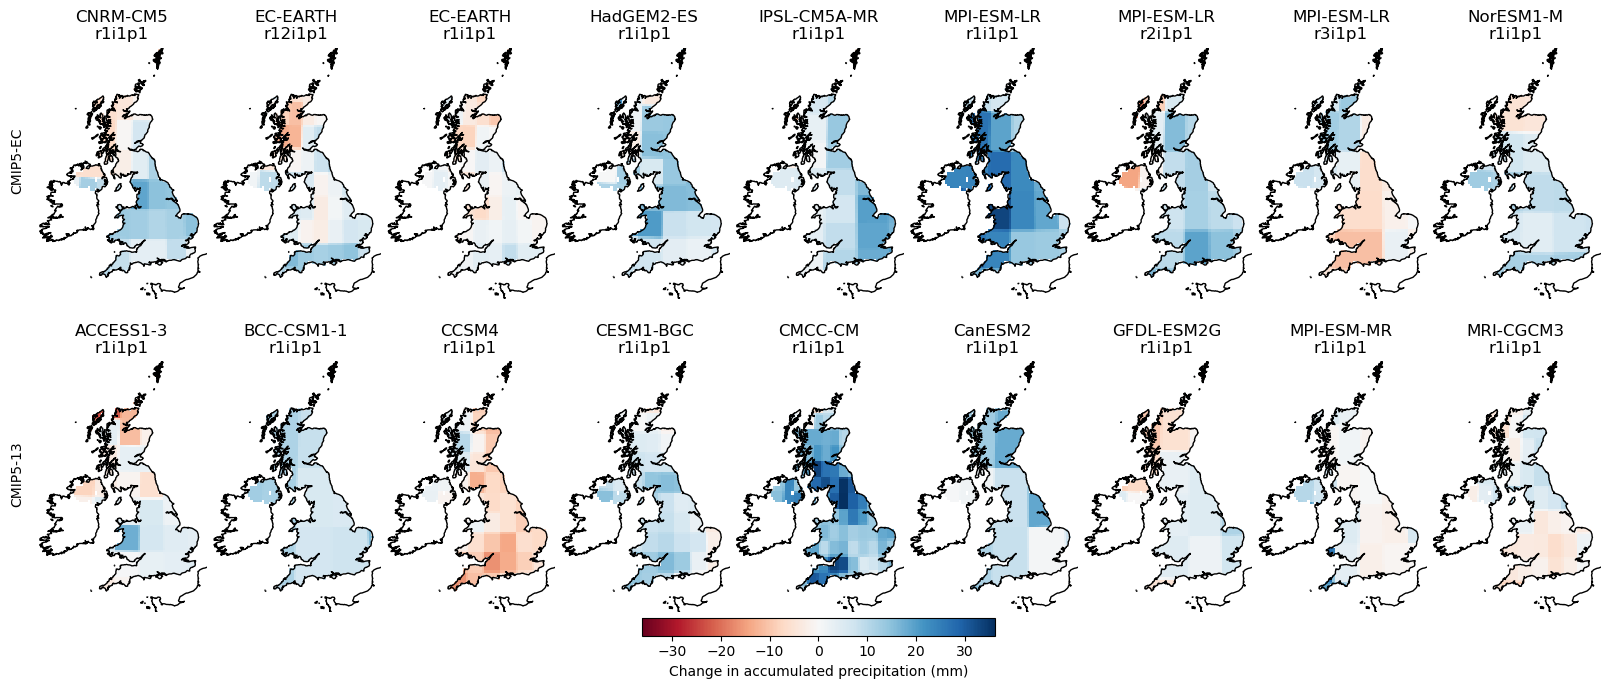 CNRM-CM5 EC-EARTH EC-EARTH HadGEM2-ES IPSL-CM5A-MR MPI-ESM-LR MPI-ESM-LR MPI-ESM-LR NorESM1-M
r1i1p1 r12i1p1 r1i1p1 r1i1p1 r1i1p1 r1i1p1 r2i1p1 r3i1p1 r1i1p1
CMIP5-EC
ACCESS1-3 BCC-CSM1-1 CCSM4 CESM1-BGC CMCC-CM CanESM2 GFDL-ESM2G MPI-ESM-MR MRI-CGCM3
r1i1p1 r1i1p1 r1i1p1 r1i1p1 r1i1p1 r1i1p1 r1i1p1 r1i1p1 r1i1p1
CMIP5-13
−30 −20 −10 0 10 20 30
Change in accumulated precipitation (mm)